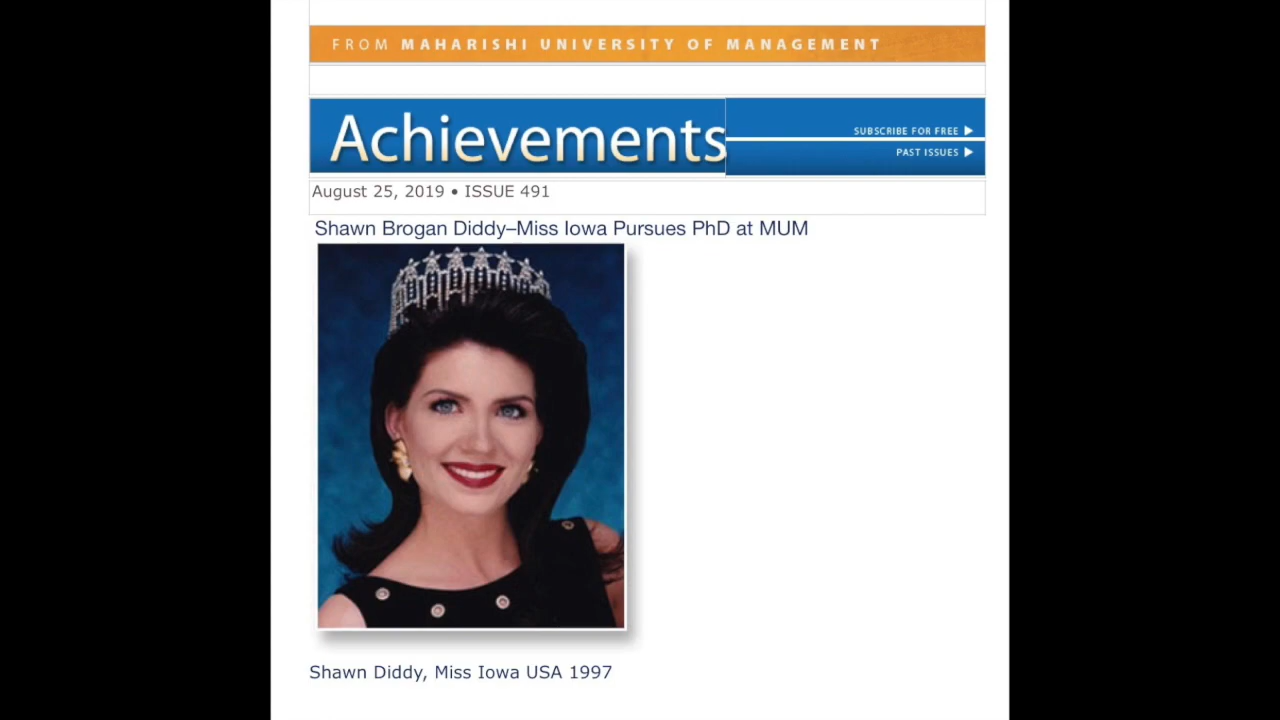 FROM MAHARISHI UNIVERSITY OF MANAGEMENT
Achievements
SUBSCRIBE FOR FREE
PAST ISSUES
August 25, 2019 • ISSUE 491
Shawn Brogan Diddy–Miss Iowa Pursues PhD at MUM
Shawn Diddy, Miss Iowa USA 1997